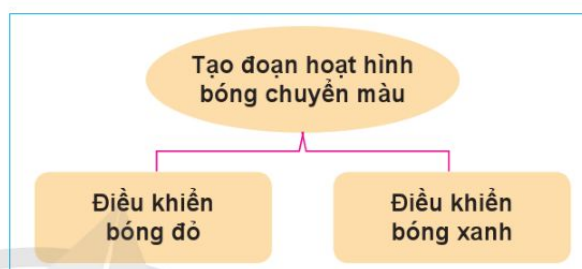 Tạo đoạn hoạt hình
bóng chuyển màu
Điều khiển
bóng đỏ
Điều khiển
bóng xanh